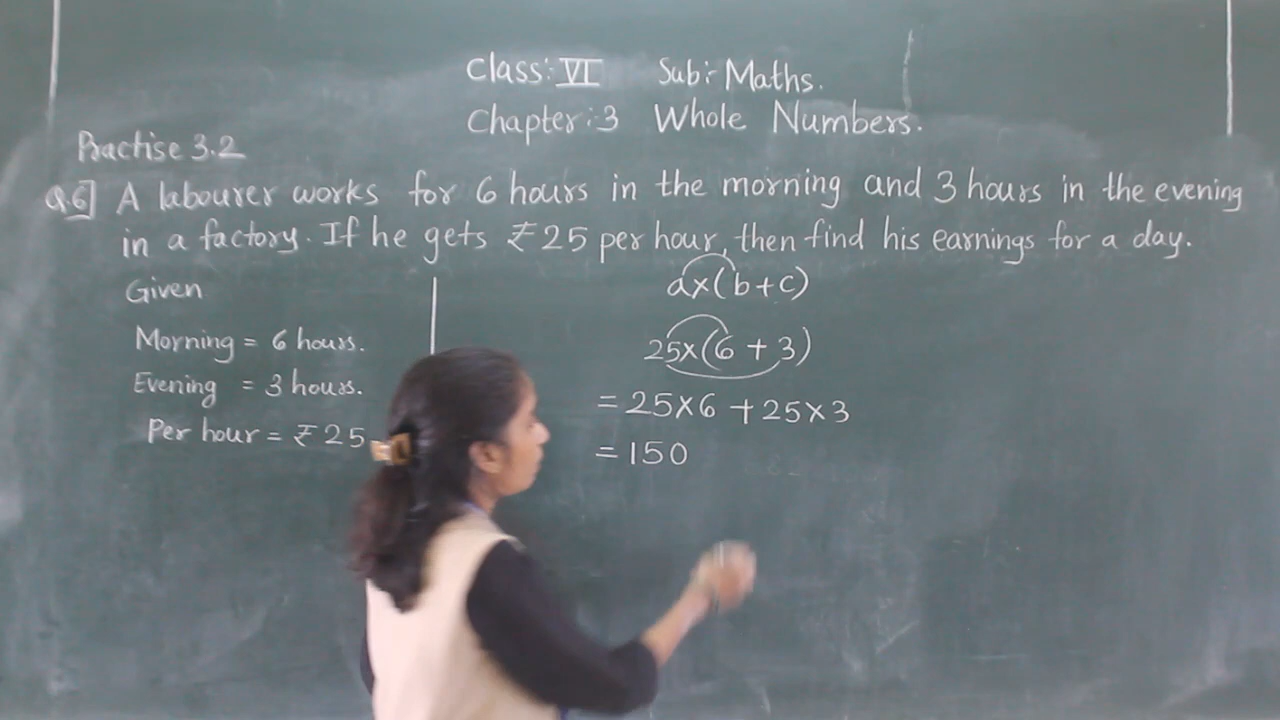 Class:- VI Sub:- Maths.
Chapter:-3 Whole Numbers.
Practise 3.2
Q.6] A labourer works for 6 hours in the morning and 3 hours in the evening
in a factory. If he gets ₹25 per hour, then find his earnings for a day.
Given
Morning = 6 hours.
Evening = 3 hours.
Per hour = ₹25
a×(b+c)
25×(6+3)
= 25×6 + 25×3
= 150